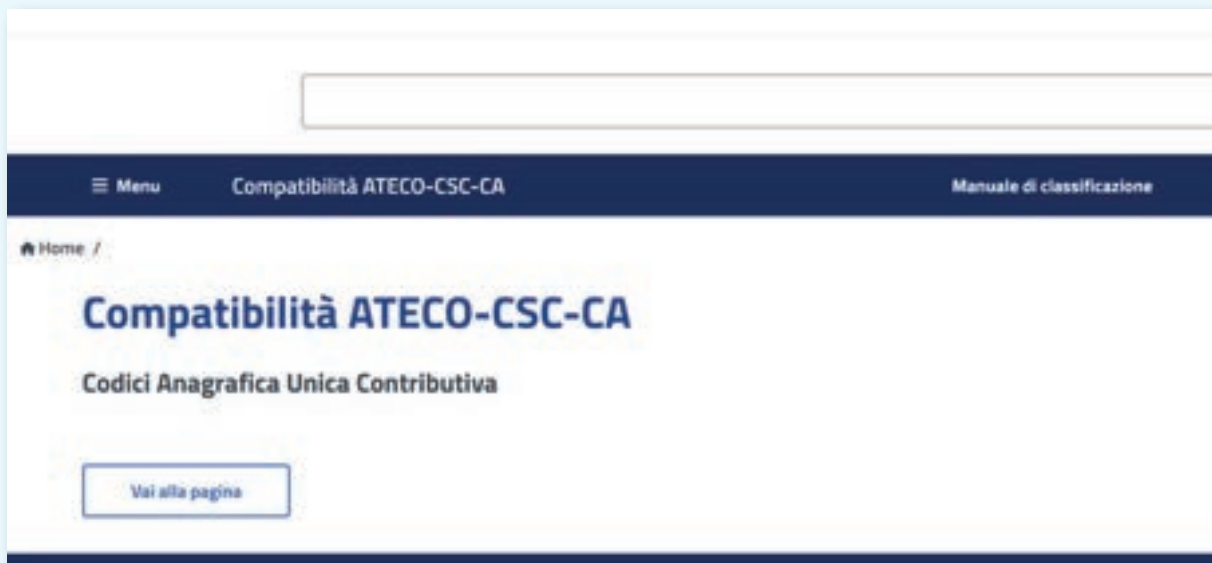 Menu
Compatibilità ATECO-CSC-CA
Manuale di classificazione
Home /
Compatibilità ATECO-CSC-CA
Codici Anagrafica Unica Contributiva
Vai alla pagina